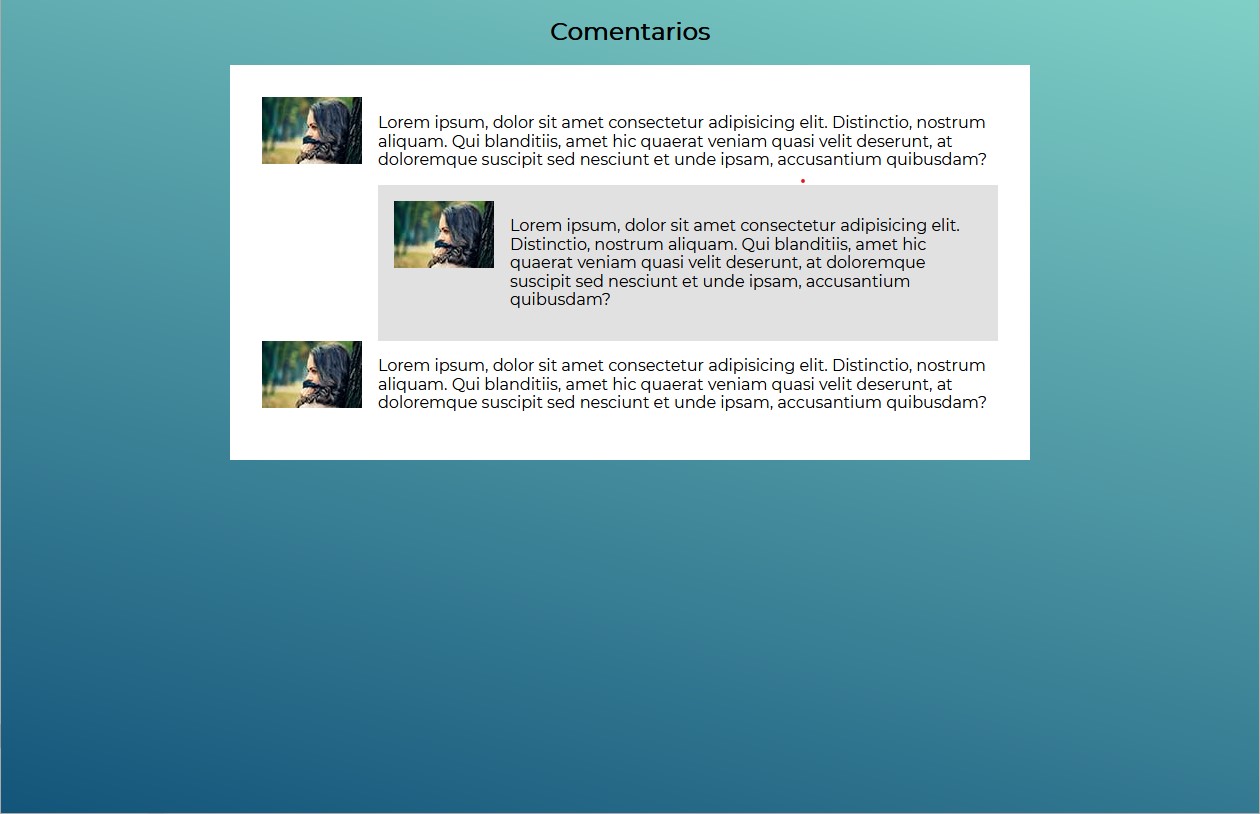 Comentarios
Lorem ipsum, dolor sit amet consectetur adipisicing elit. Distinctio, nostrum
aliquam. Qui blanditiis, amet hic quaerat veniam quasi velit deserunt, at
doloremque suscipit sed nesciunt et unde ipsam, accusantium quibusdam?
Lorem ipsum, dolor sit amet consectetur adipisicing elit.
Distinctio, nostrum aliquam. Qui blanditiis, amet hic
quaerat veniam quasi velit deserunt, at doloremque
suscipit sed nesciunt et unde ipsam, accusantium
quibusdam?
Lorem ipsum, dolor sit amet consectetur adipisicing elit. Distinctio, nostrum
aliquam. Qui blanditiis, amet hic quaerat veniam quasi velit deserunt, at
doloremque suscipit sed nesciunt et unde ipsam, accusantium quibusdam?